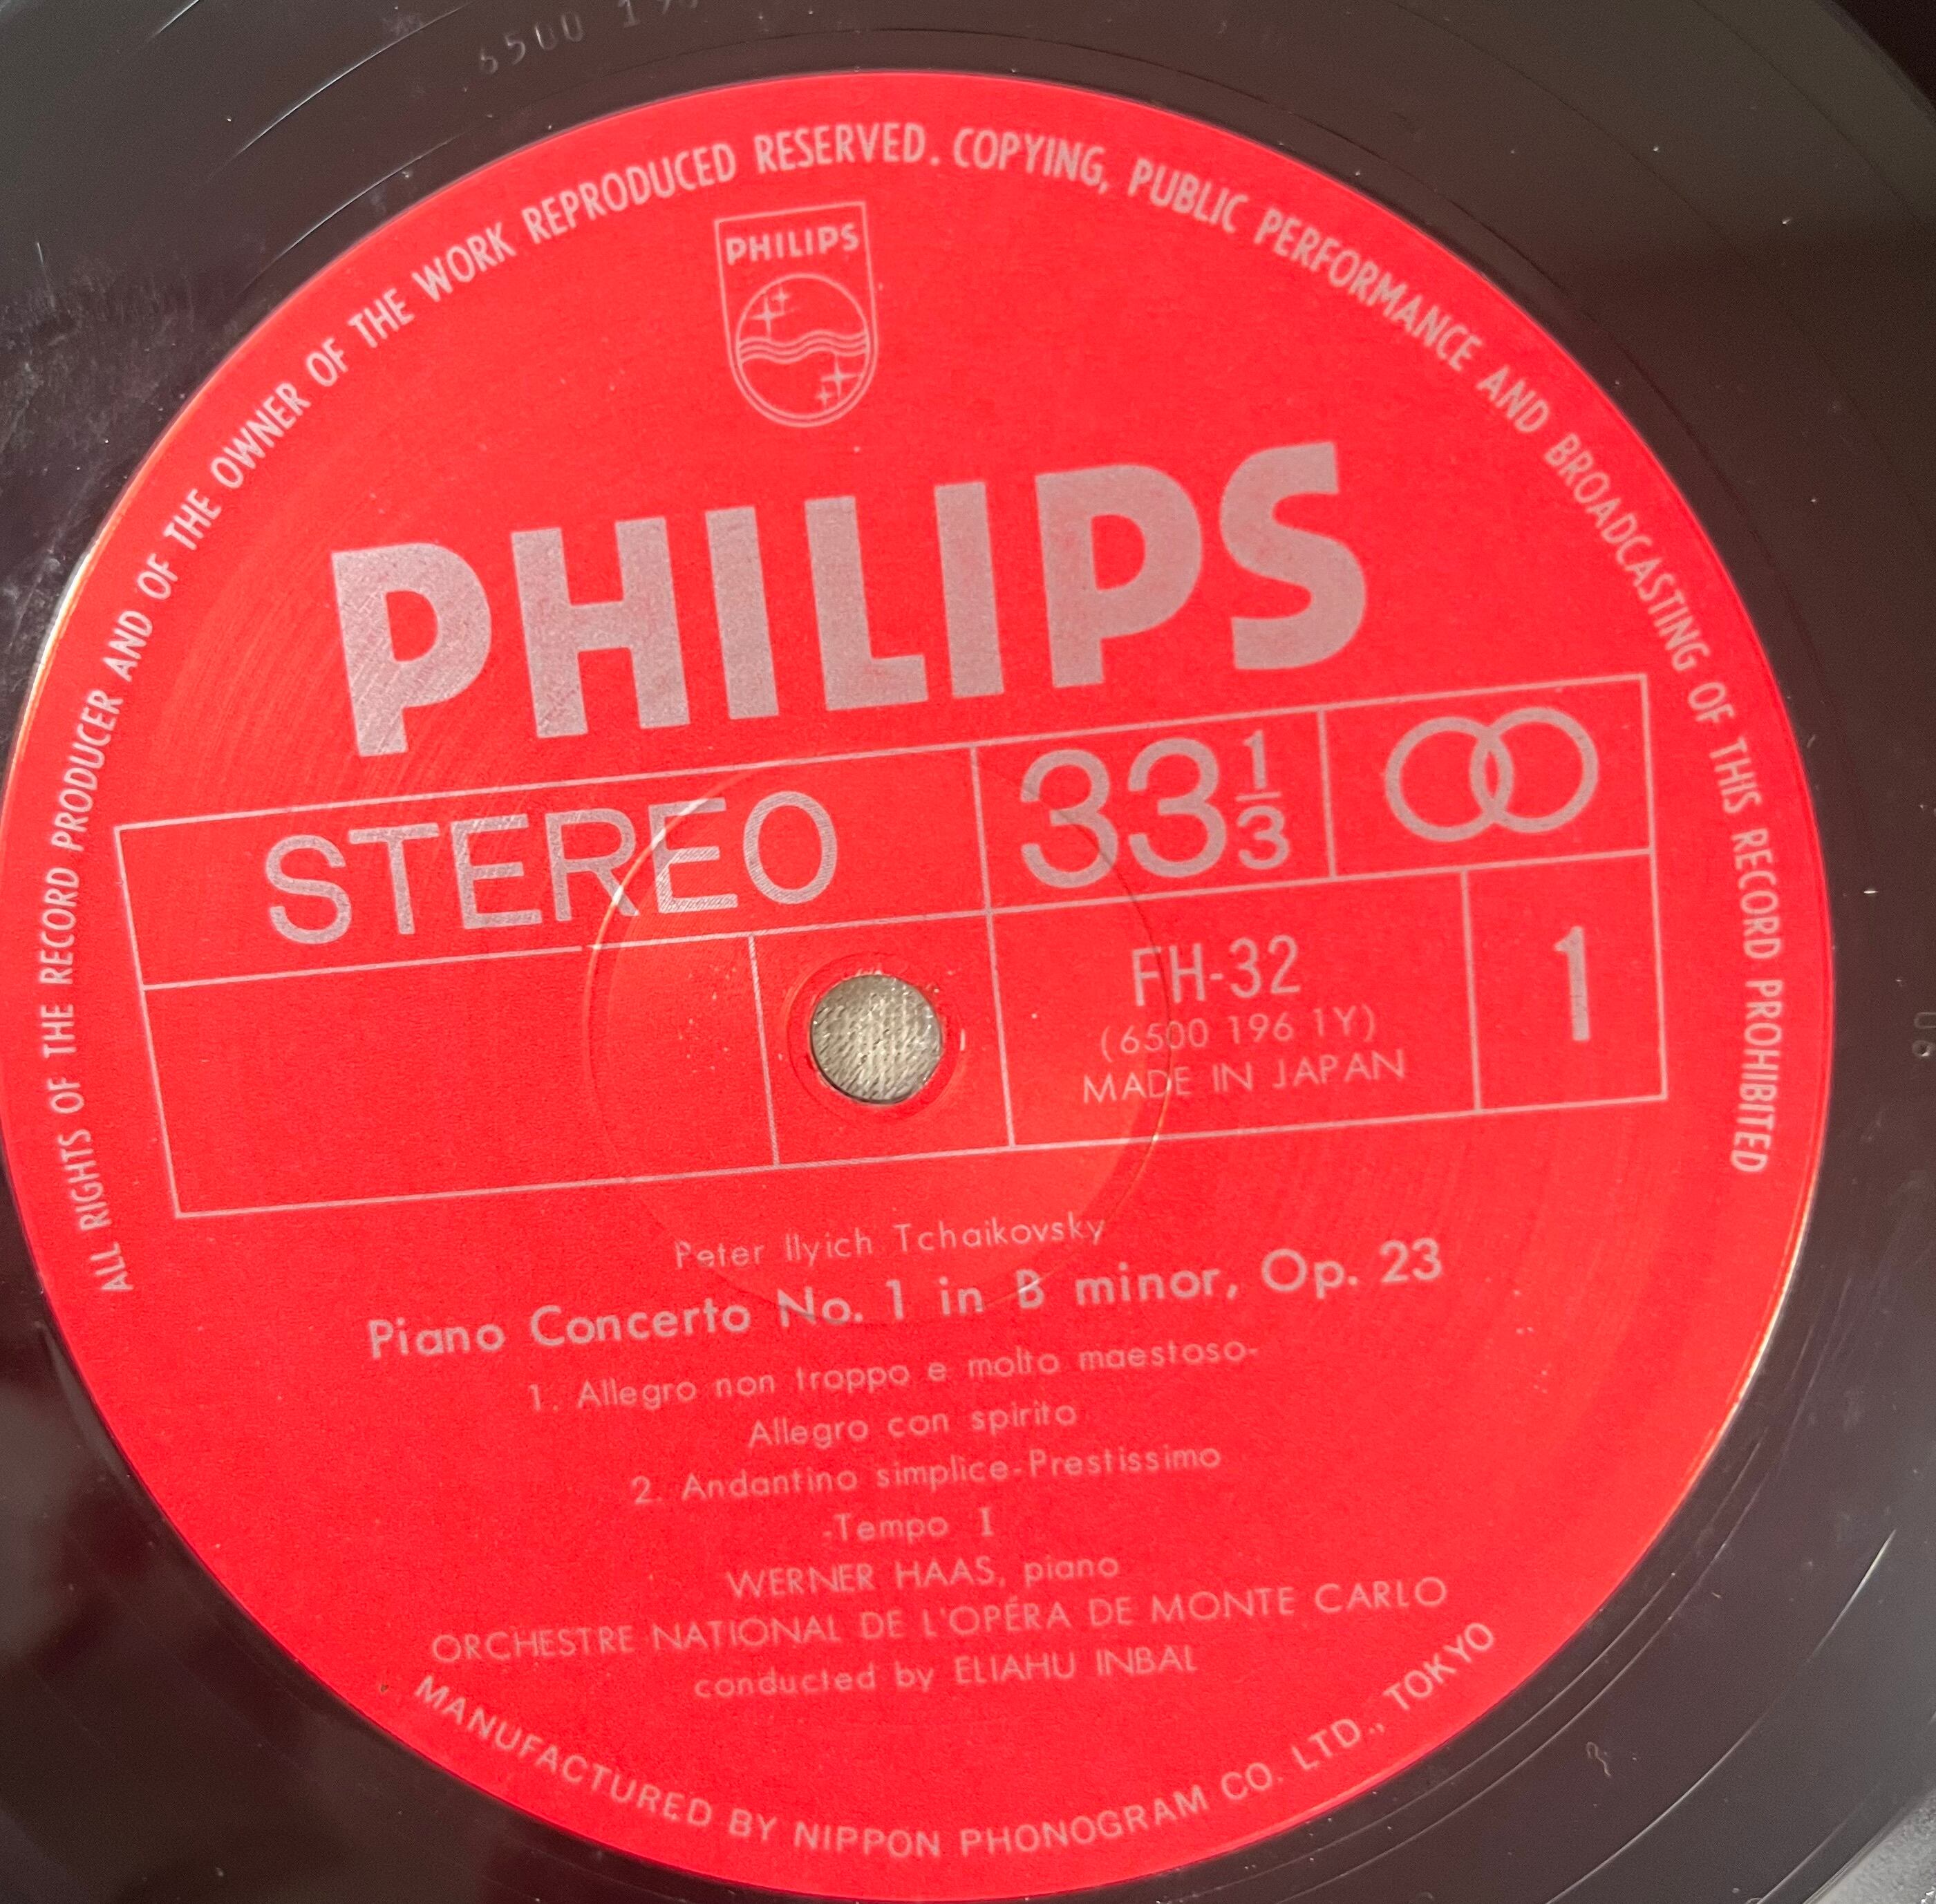 6500 1
ALL RIGHTS OF THE RECORD PRODUCER AND OF THE OWNER OF THE WORK REPRODUCED RESERVED. COPYING, PUBLIC PERFORMANCE AND BROADCASTING OF THIS RECORD PROHIBITED
PHILIPS
PHILIPS
STEREO
33 1/3
FH-32
(6500 196 1Y)
MADE IN JAPAN
1
Peter Ilyich Tchaikovsky
Piano Concerto No. 1 in B minor, Op. 23
1. Allegro non troppo e molto maestoso-
Allegro con spirito
2. Andantino simplice-Prestissimo
-Tempo I
WERNER HAAS, piano
ORCHESTRE NATIONAL DE L'OPÉRA DE MONTE CARLO
conducted by ELIAHU INBAL
MANUFACTURED BY NIPPON PHONOGRAM CO. LTD., TOKYO